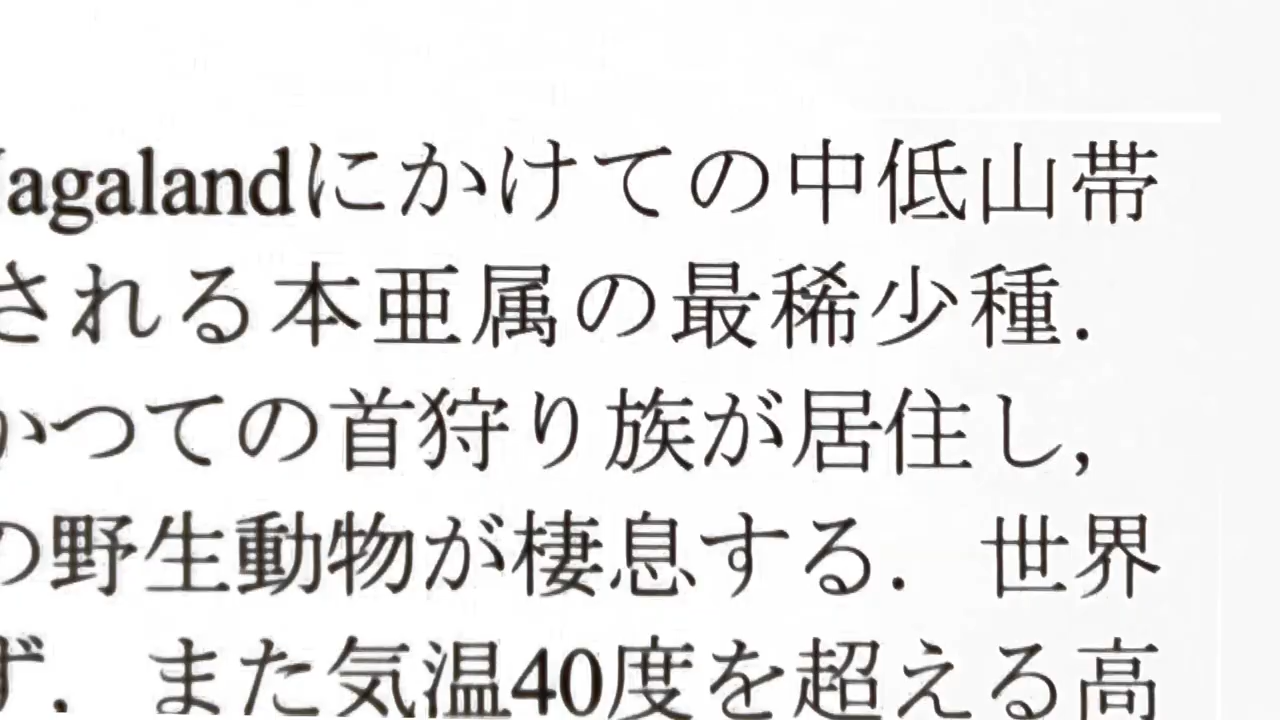 agalandにかけての中低山帯
される本亜属の最稀少種.
かつての首狩り族が居住し,
の野生動物が棲息する. 世界
ず. また気温40度を超える高